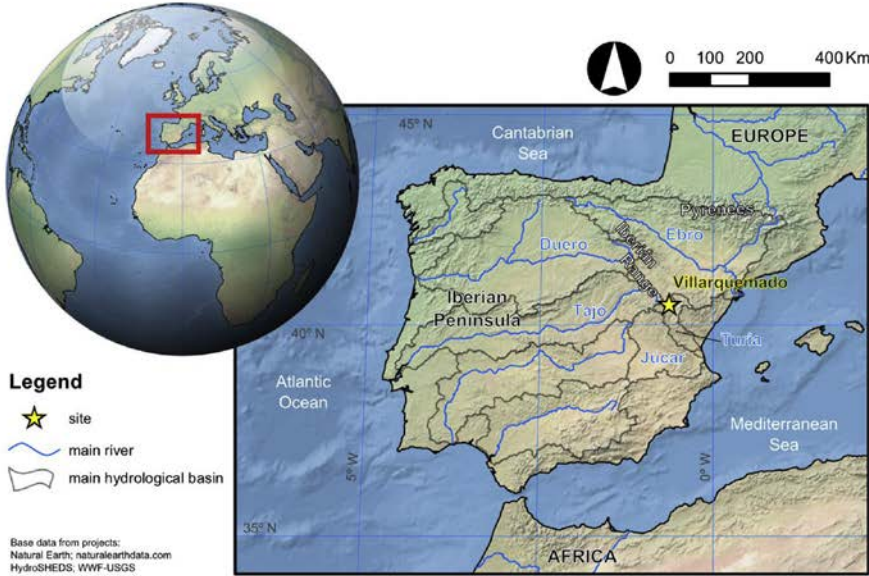 0 100 200 400 Km
45° N
Cantabrian
Sea
EUROPE
Pyrenees
Iberian
Range
Ebro
Duero
Villarquemado
Iberian
Peninsula
Tajo
40° N
Turia
Jucar
Atlantic
Ocean
Mediterranean
Sea
5° W
0° W
35° N
AFRICA
Legend
site
main river
main hydrological basin
Base data from projects:
Natural Earth; naturalearthdata.com
HydroSHEDS; WWF-USGS